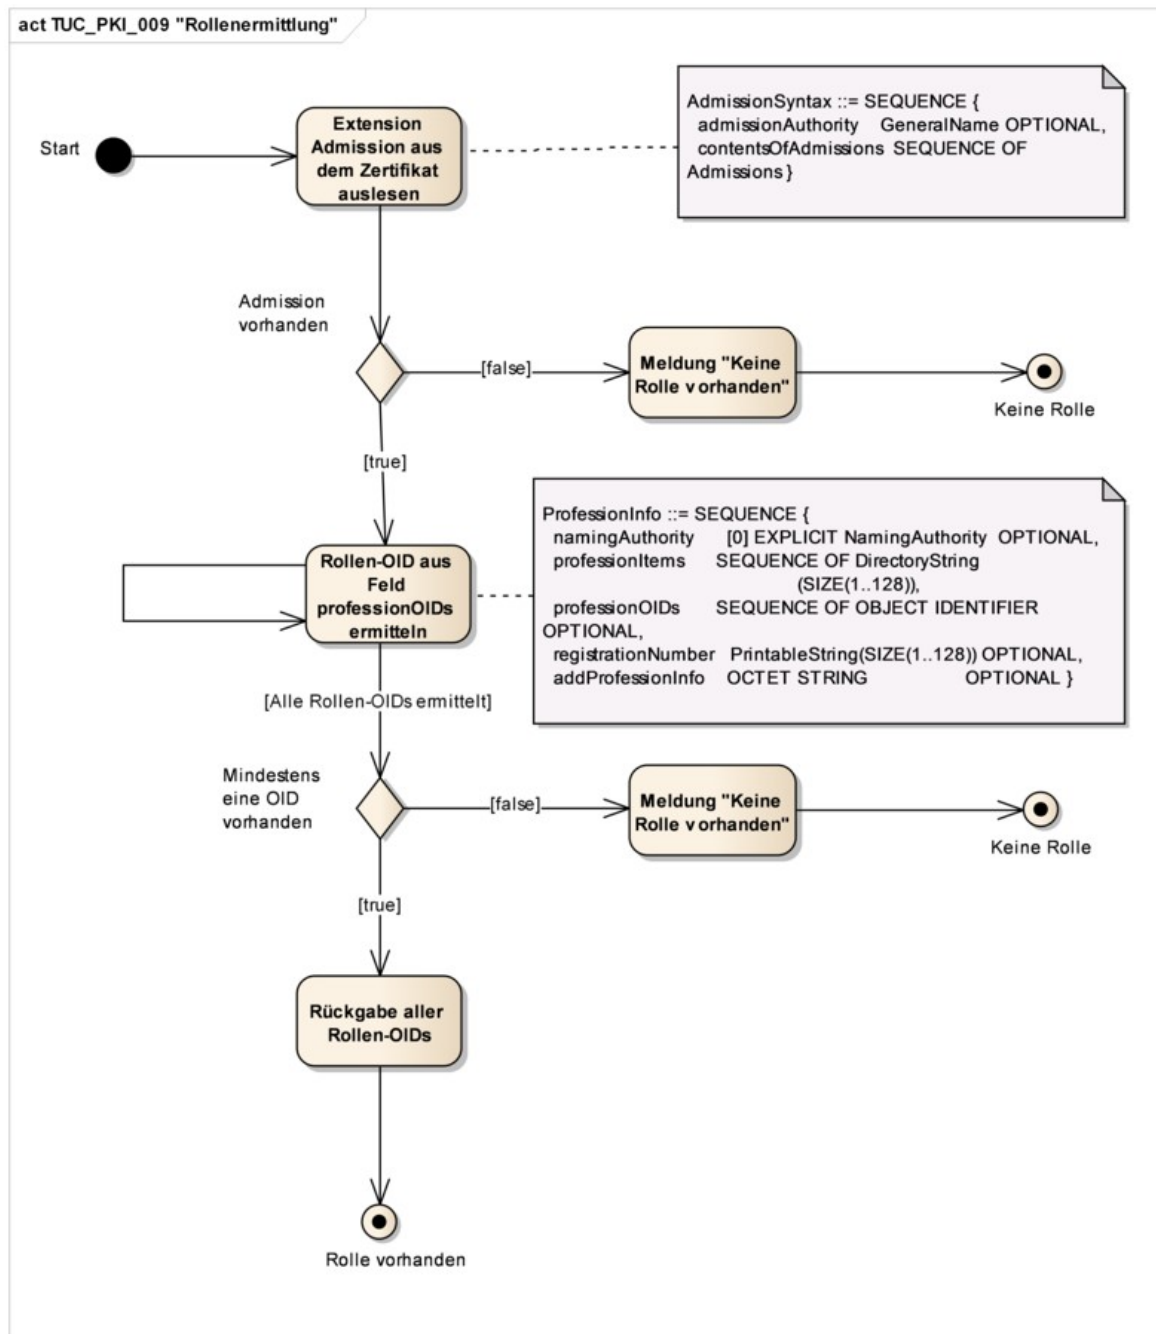 act TUC_PKI_009 "Rollenermittlung"
Start
Extension
Admission aus
dem Zertifikat
auslesen
AdmissionSyntax ::= SEQUENCE {
admissionAuthority GeneralName OPTIONAL,
contentsOfAdmissions SEQUENCE OF
Admissions }
Admission
vorhanden
[false]
Meldung "Keine
Rolle vorhanden"
Keine Rolle
[true]
Rollen-OID aus
Feld
professionOIDs
ermitteln
ProfessionInfo ::= SEQUENCE {
namingAuthority [0] EXPLICIT NamingAuthority OPTIONAL,
professionItems SEQUENCE OF DirectoryString
(SIZE(1..128)),
professionOIDs SEQUENCE OF OBJECT IDENTIFIER
OPTIONAL,
registrationNumber PrintableString(SIZE(1..128)) OPTIONAL,
addProfessionInfo OCTET STRING OPTIONAL }
[Alle Rollen-OIDs ermittelt]
Mindestens
eine OID
vorhanden
[false]
Meldung "Keine
Rolle vorhanden"
Keine Rolle
[true]
Rückgabe aller
Rollen-OIDs
Rolle vorhanden